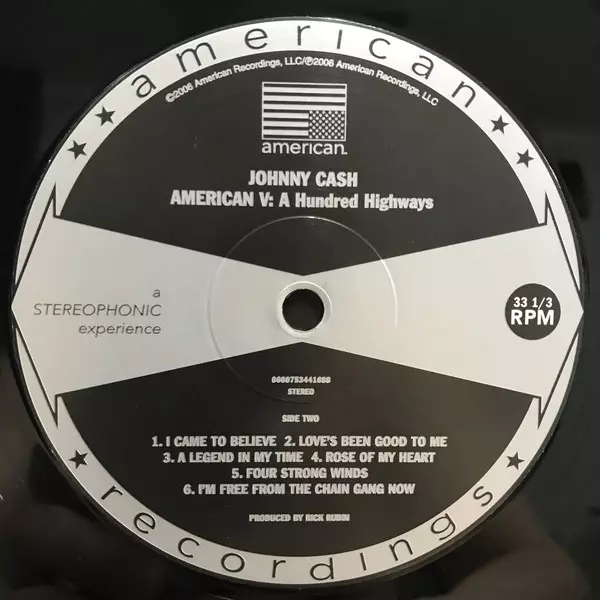 american
©2006 American Recordings, LLC/℗2006 American Recordings, LLC
american.
JOHNNY CASH
AMERICAN V: A Hundred Highways
a
STEREOPHONIC
experience
33 1/3
RPM
0600753441688
STEREO
SIDE TWO
1. I CAME TO BELIEVE 2. LOVE'S BEEN GOOD TO ME
3. A LEGEND IN MY TIME 4. ROSE OF MY HEART
5. FOUR STRONG WINDS
6. I'M FREE FROM THE CHAIN GANG NOW
PRODUCED BY RICK RUBIN
recordings